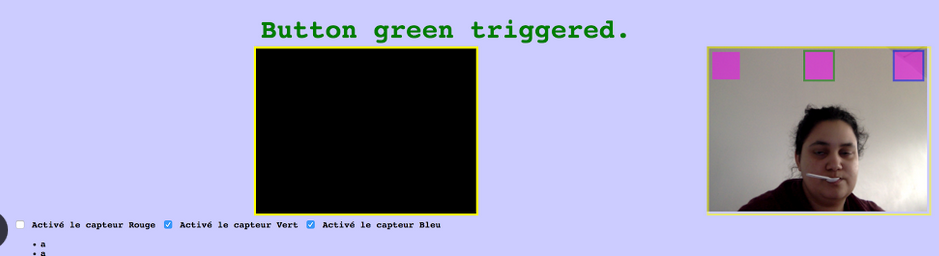 Button green triggered.
Activé le capteur Rouge Activé le capteur Vert Activé le capteur Bleu
• a
• a